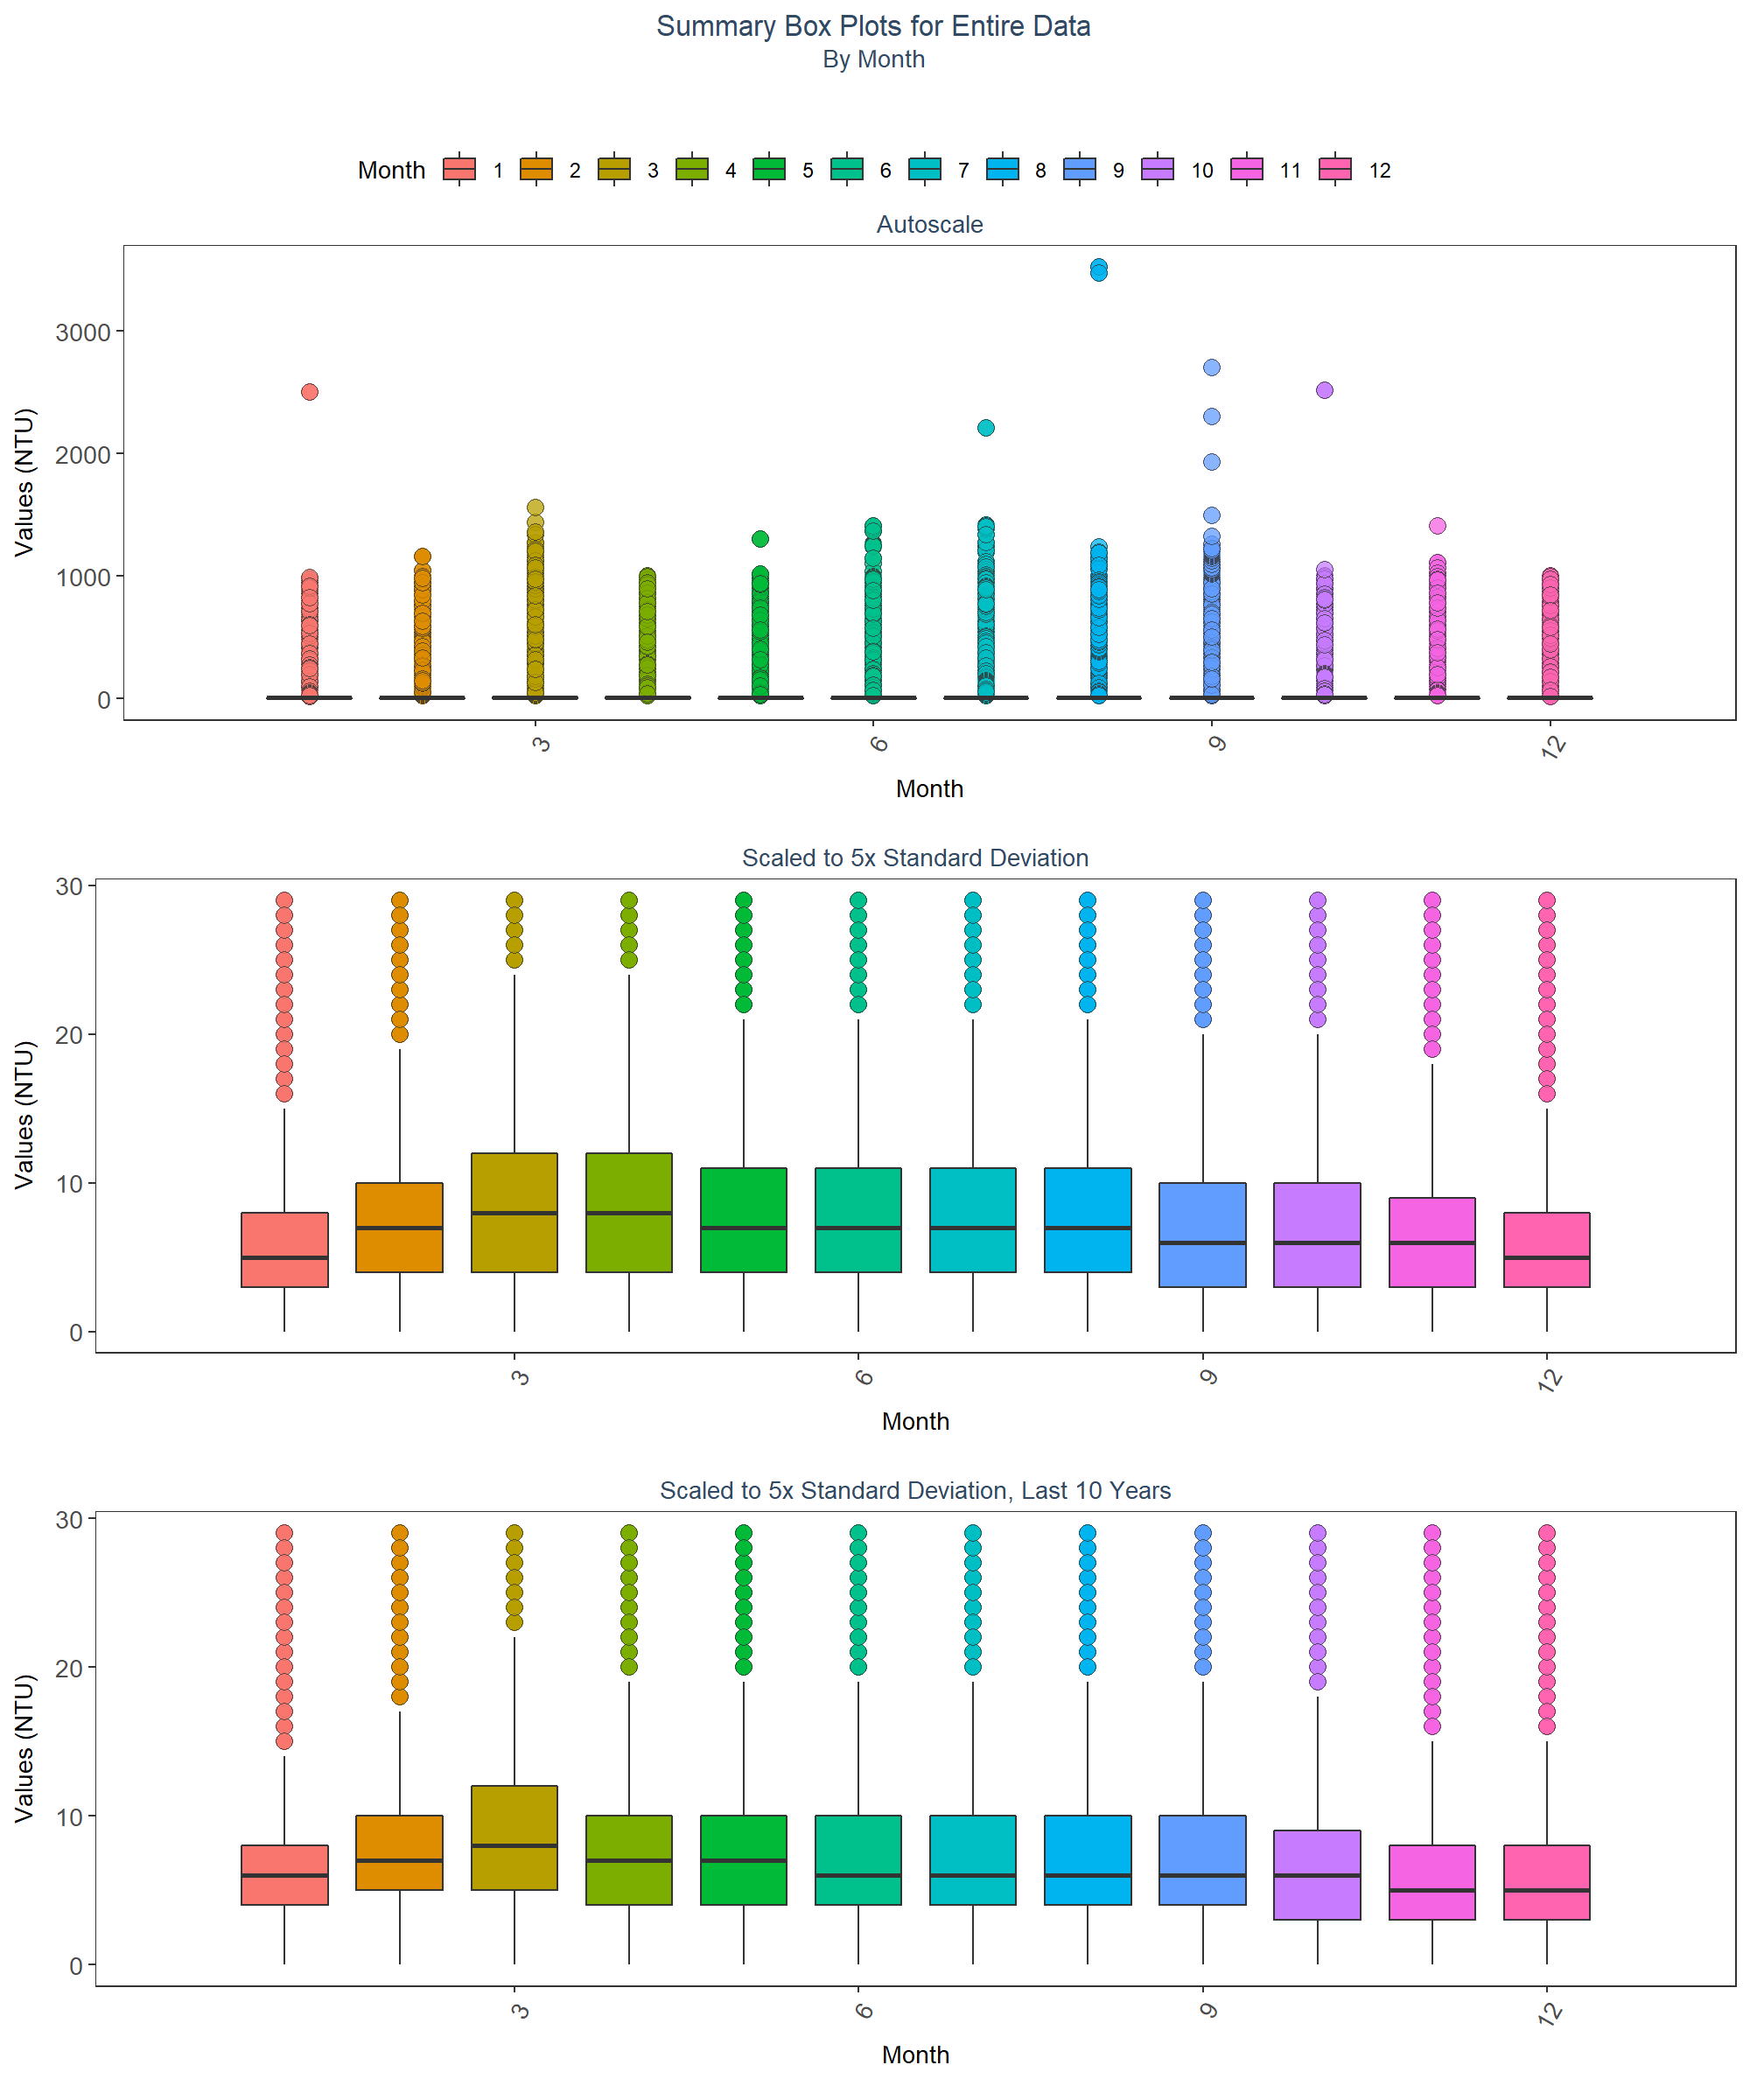 Summary Box Plots for Entire Data
By Month
Month 1 2 3 4 5 6 7 8 9 10 11 12
Autoscale
Values (NTU)
3000
2000
1000
0
3 6 9 12
Month
Scaled to 5x Standard Deviation
Values (NTU)
30
20
10
0
3 6 9 12
Month
Scaled to 5x Standard Deviation, Last 10 Years
Values (NTU)
30
20
10
0
3 6 9 12
Month